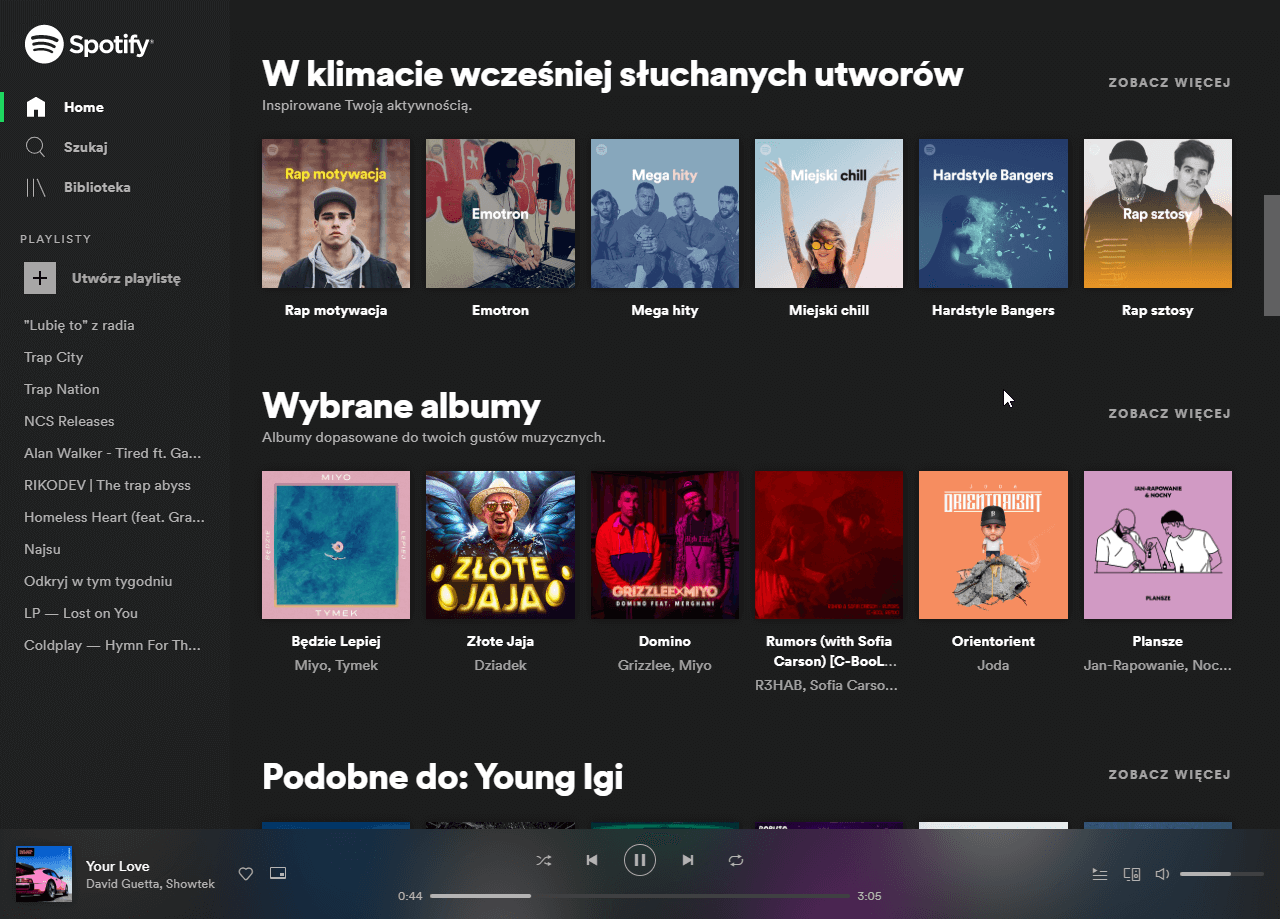 Spotify
Home
Szukaj
Biblioteka
PLAYLISTY
Utwórz playlistę
"Lubię to" z radia
Trap City
Trap Nation
NCS Releases
Alan Walker - Tired ft. Ga...
RIKODEV | The trap abyss
Homeless Heart (feat. Gra...
Najsu
Odkryj w tym tygodniu
LP — Lost on You
Coldplay — Hymn For Th...
W klimacie wcześniej słuchanych utworów
ZOBACZ WIĘCEJ
Inspirowane Twoją aktywnością.
Rap motywacja
Emotron
Mega hity
Miejski chill
Hardstyle Bangers
Rap sztosy
Rap motywacja
Emotron
Mega hity
Miejski chill
Hardstyle Bangers
Rap sztosy
Wybrane albumy
ZOBACZ WIĘCEJ
Albumy dopasowane do twoich gustów muzycznych.
MIYO
TYMEK
ZŁOTE
JAJA
GRIZZLEE×MIYO
DOMINO FEAT. MERGHANI
JODA
ORIENTORI3NT
JAN-RAPOWANIE
& NOCNY
PLANSZE
Będzie Lepiej
Miyo, Tymek
Złote Jaja
Dziadek
Domino
Grizzlee, Miyo
Rumors (with Sofia
Carson) [C-BooL...
R3HAB, Sofia Carso...
Orientorient
Joda
Plansze
Jan-Rapowanie, Noc...
Podobne do: Young Igi
ZOBACZ WIĘCEJ
Your Love
David Guetta, Showtek
0:44
3:05